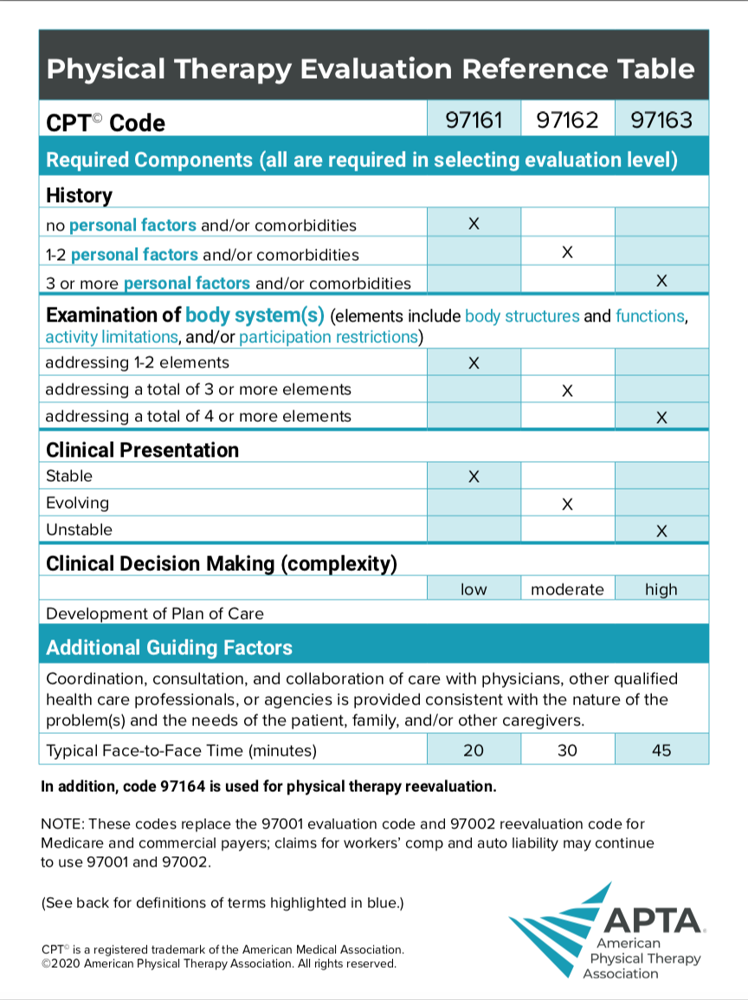 Physical Therapy Evaluation Reference Table
CPT© Code 97161 97162 97163
Required Components (all are required in selecting evaluation level)
History
no personal factors and/or comorbidities X
1-2 personal factors and/or comorbidities X
3 or more personal factors and/or comorbidities X
Examination of body system(s) (elements include body structures and functions,
activity limitations, and/or participation restrictions)
addressing 1-2 elements X
addressing a total of 3 or more elements X
addressing a total of 4 or more elements X
Clinical Presentation
Stable X
Evolving X
Unstable X
Clinical Decision Making (complexity)
low moderate high
Development of Plan of Care
Additional Guiding Factors
Coordination, consultation, and collaboration of care with physicians, other qualified
health care professionals, or agencies is provided consistent with the nature of the
problem(s) and the needs of the patient, family, and/or other caregivers.
Typical Face-to-Face Time (minutes) 20 30 45
In addition, code 97164 is used for physical therapy reevaluation.
NOTE: These codes replace the 97001 evaluation code and 97002 reevaluation code for
Medicare and commercial payers; claims for workers’ comp and auto liability may continue
to use 97001 and 97002.
(See back for definitions of terms highlighted in blue.)
CPT© is a registered trademark of the American Medical Association.
©2020 American Physical Therapy Association. All rights reserved.
APTA®
American
Physical Therapy
Association